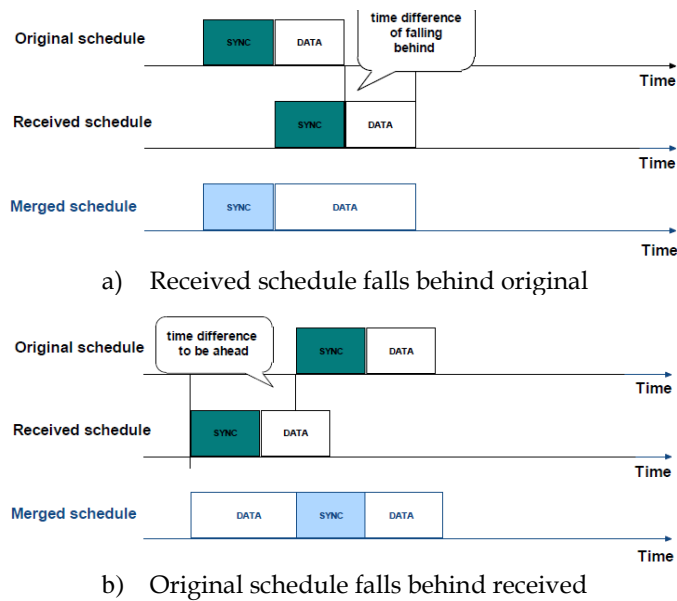 time difference
of falling
behind
Original schedule
SYNC DATA
Time
Received schedule
SYNC DATA
Time
Merged schedule
SYNC DATA
Time
a) Received schedule falls behind original
time difference
to be ahead
Original schedule
SYNC DATA
Time
Received schedule
SYNC DATA
Time
Merged schedule
DATA SYNC DATA
Time
b) Original schedule falls behind received